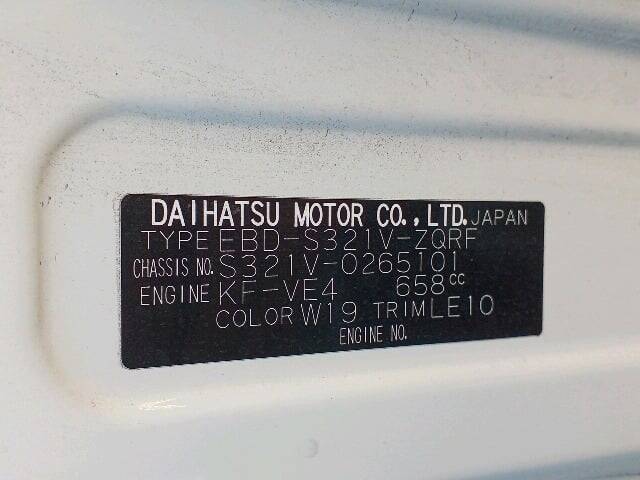 DAIHATSU MOTOR CO., LTD. JAPAN
TYPE EBD-S321V-ZQRF
CHASSIS NO. S321V-0265101
ENGINE KF-VE4 658cc
COLOR W19 TRIM LE10
ENGINE NO.